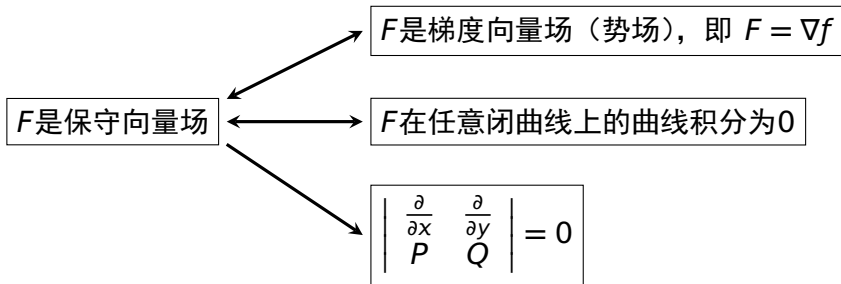 F是梯度向量场（势场），即 F = ∇f
F是保守向量场
F在任意闭曲线上的曲线积分为0
| ∂/∂x ∂/∂y |
| P Q | = 0